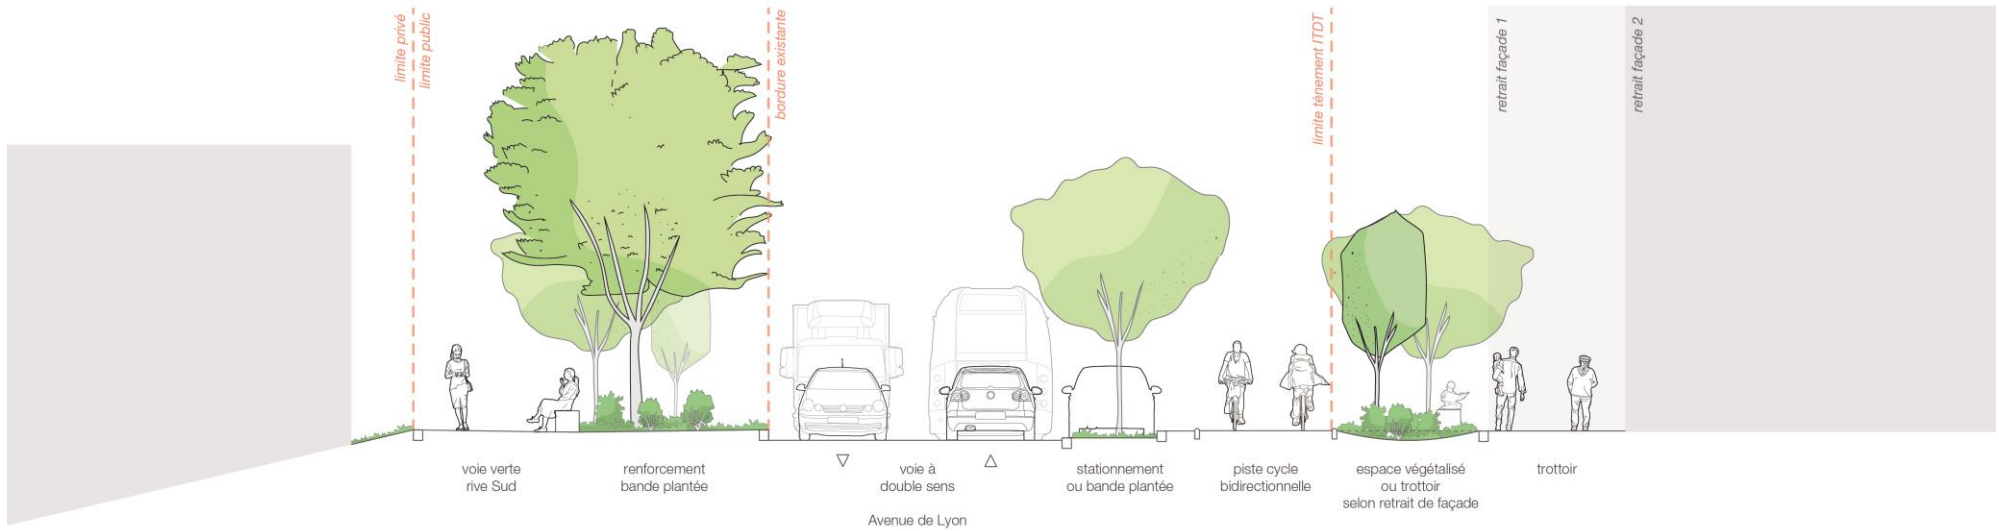 limite privé
limite public
bordure existante
limite tènement ITDT
retrait façade 1
retrait façade 2
voie verte
rive Sud
renforcement
bande plantée
voie à
double sens
stationnement
ou bande plantée
piste cycle
bidirectionnelle
espace végétalisé
ou trottoir
selon retrait de façade
trottoir
Avenue de Lyon